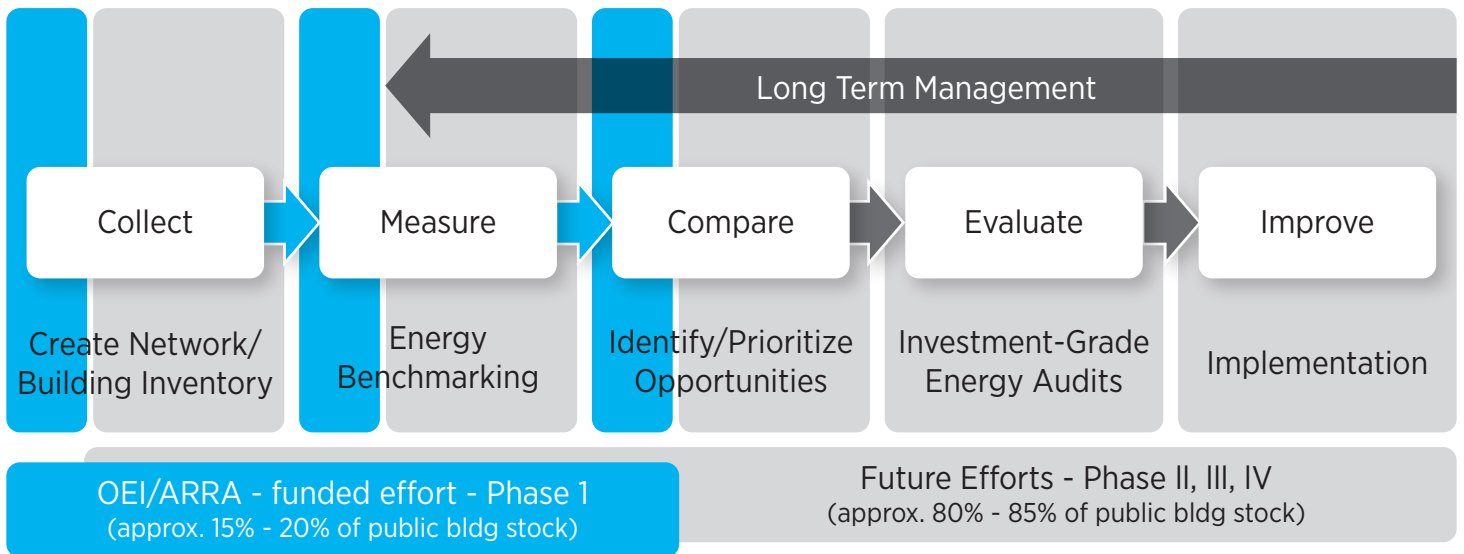 Long Term Management
Collect
Measure
Compare
Evaluate
Improve
Create Network/
Building Inventory
Energy
Benchmarking
Identify/Prioritize
Opportunities
Investment-Grade
Energy Audits
Implementation
OEI/ARRA - funded effort - Phase 1
(approx. 15% - 20% of public bldg stock)
Future Efforts - Phase II, III, IV
(approx. 80% - 85% of public bldg stock)